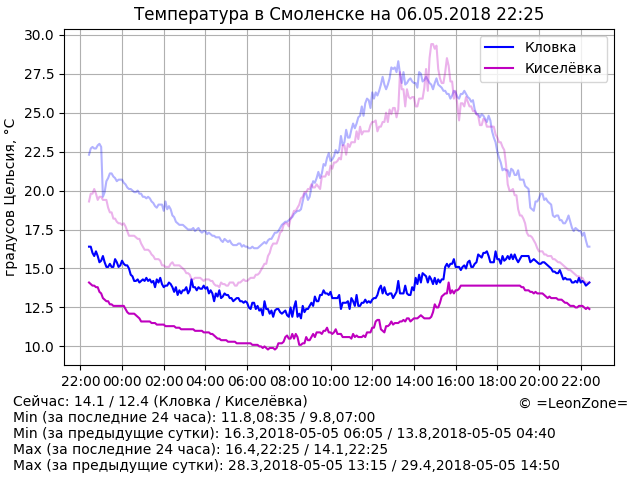 Температура в Смоленске на 06.05.2018 22:25
30.0
27.5
25.0
22.5
20.0
17.5
15.0
12.5
10.0
градусов Цельсия, °C
Кловка
Киселёвка
22:00 00:00 02:00 04:00 06:00 08:00 10:00 12:00 14:00 16:00 18:00 20:00 22:00
Сейчас: 14.1 / 12.4 (Кловка / Киселёвка)
© =LeonZone=
Min (за последние 24 часа): 11.8,08:35 / 9.8,07:00
Min (за предыдущие сутки): 16.3,2018-05-05 06:05 / 13.8,2018-05-05 04:40
Max (за последние 24 часа): 16.4,22:25 / 14.1,22:25
Max (за предыдущие сутки): 28.3,2018-05-05 13:15 / 29.4,2018-05-05 14:50